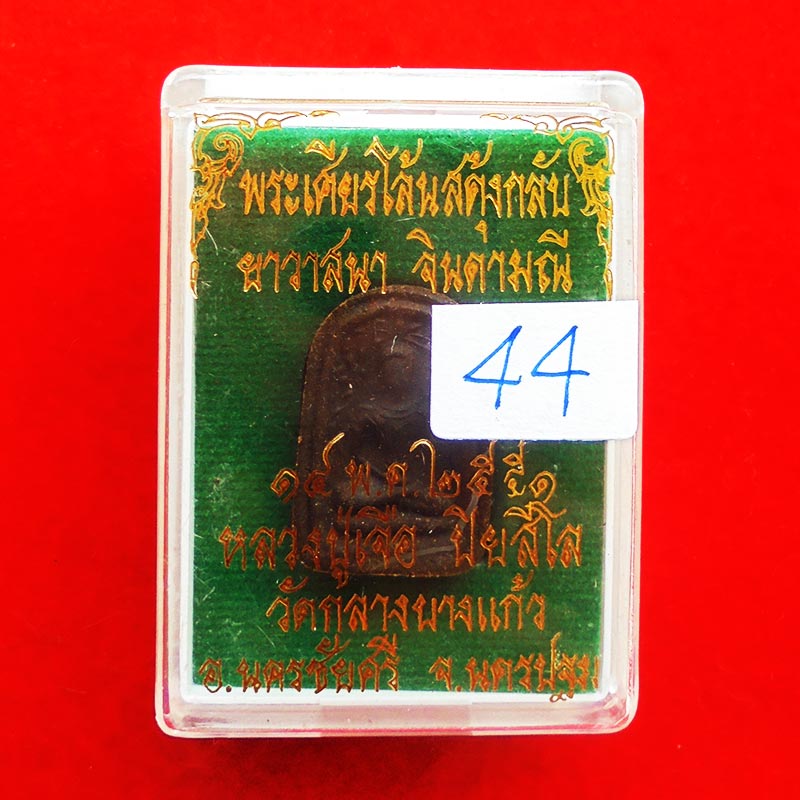 พระเศียรโล้นสดุ้งกลับ
ยาวาสนา จินดามณี
44
๑๔ พ.ค. ๒๕๕๑
หลวงปู่เจือ ปิยสีโล
วัดกลางบางแก้ว
อ.นครชัยศรี จ.นครปฐม